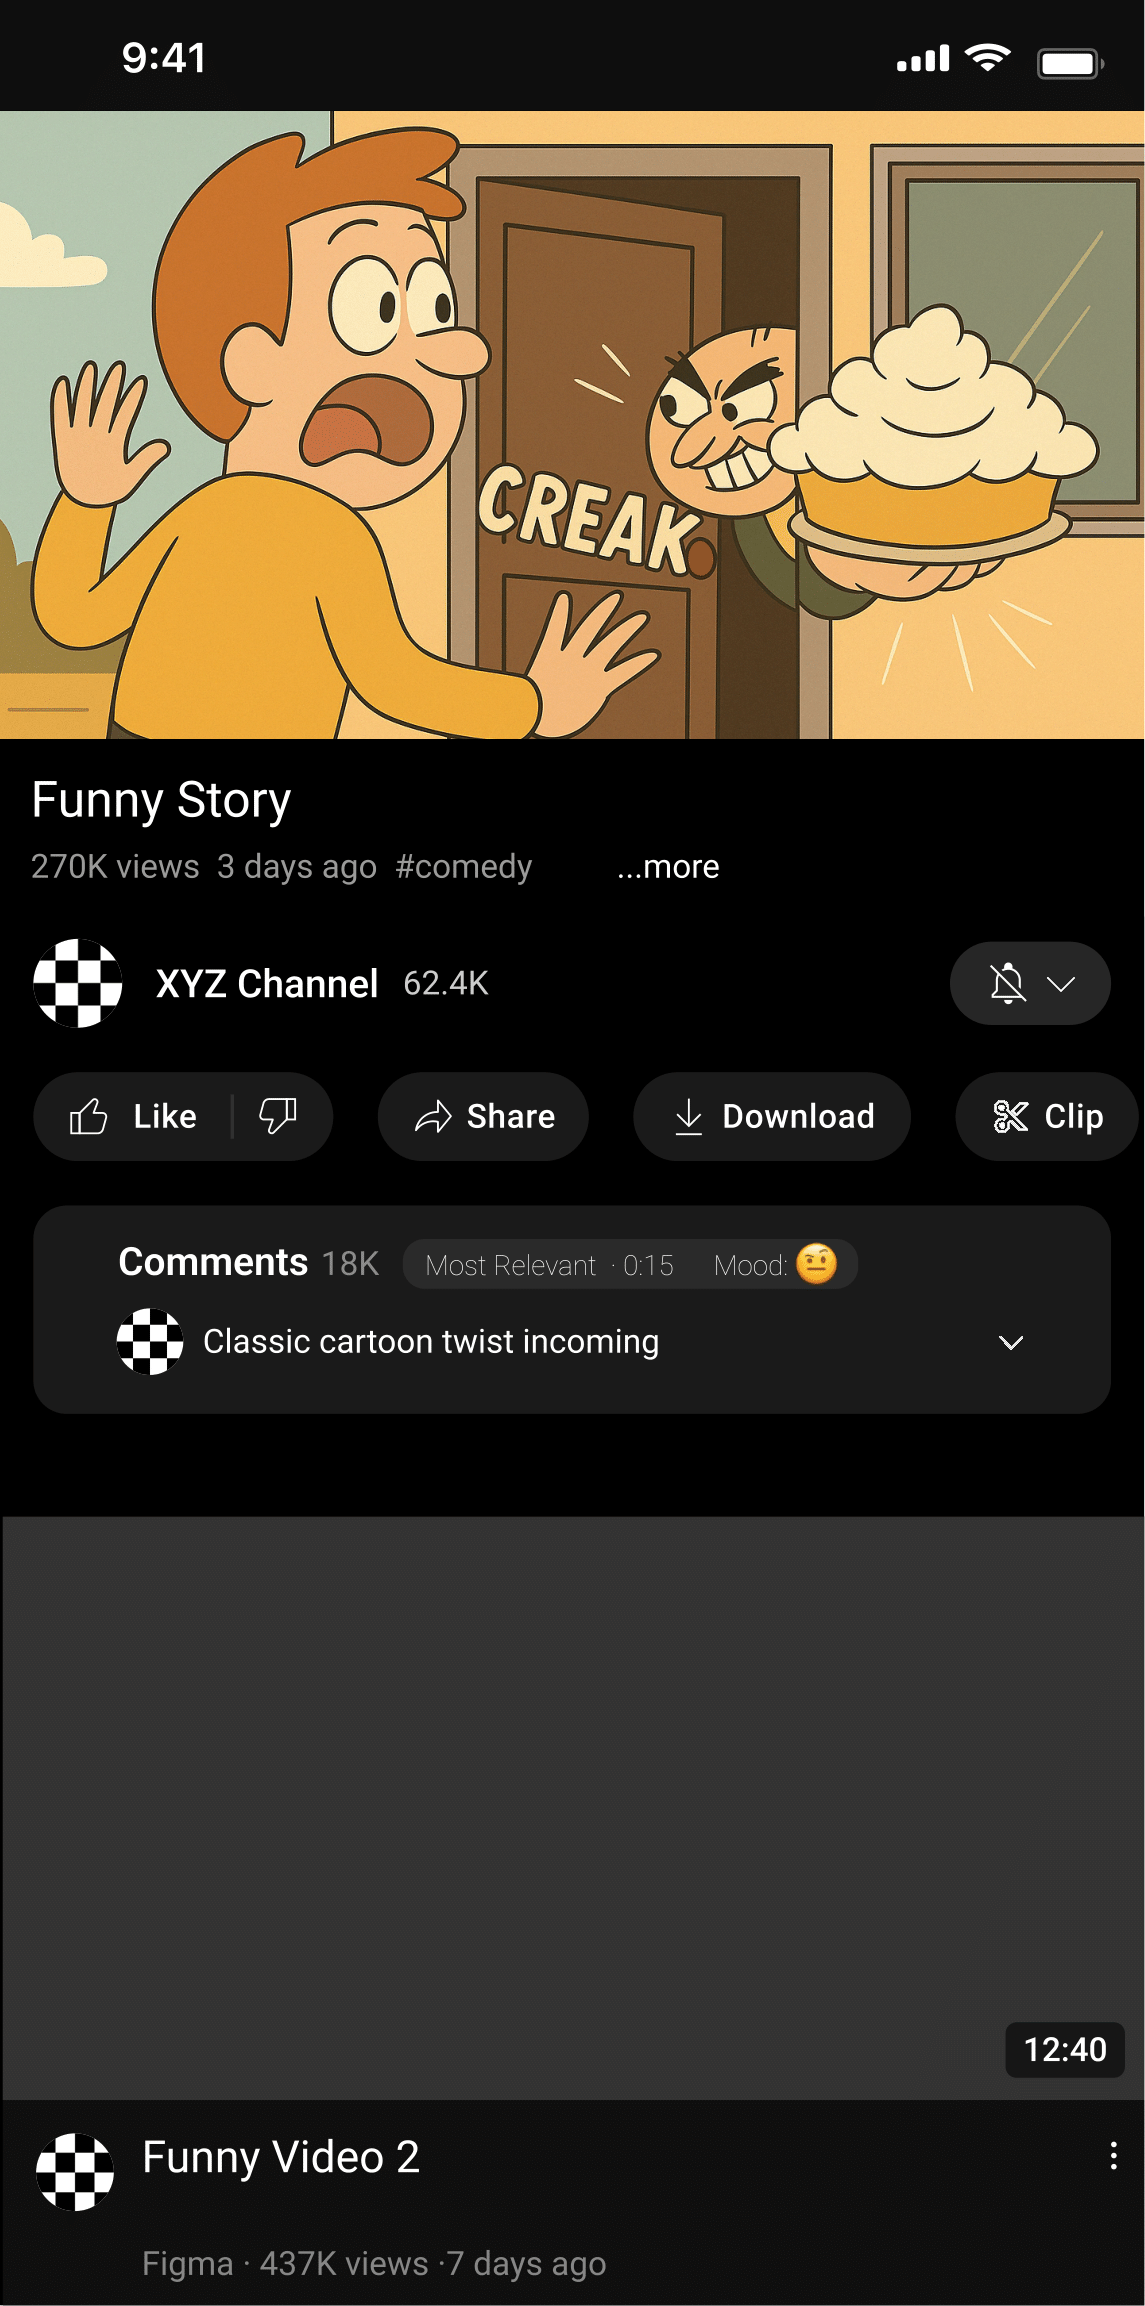 9:41
CREAK
Funny Story
270K views 3 days ago #comedy ...more
XYZ Channel 62.4K
Like Share Download Clip
Comments 18K Most Relevant · 0:15 Mood: 🤨
Classic cartoon twist incoming
12:40
Funny Video 2
Figma · 437K views ·7 days ago